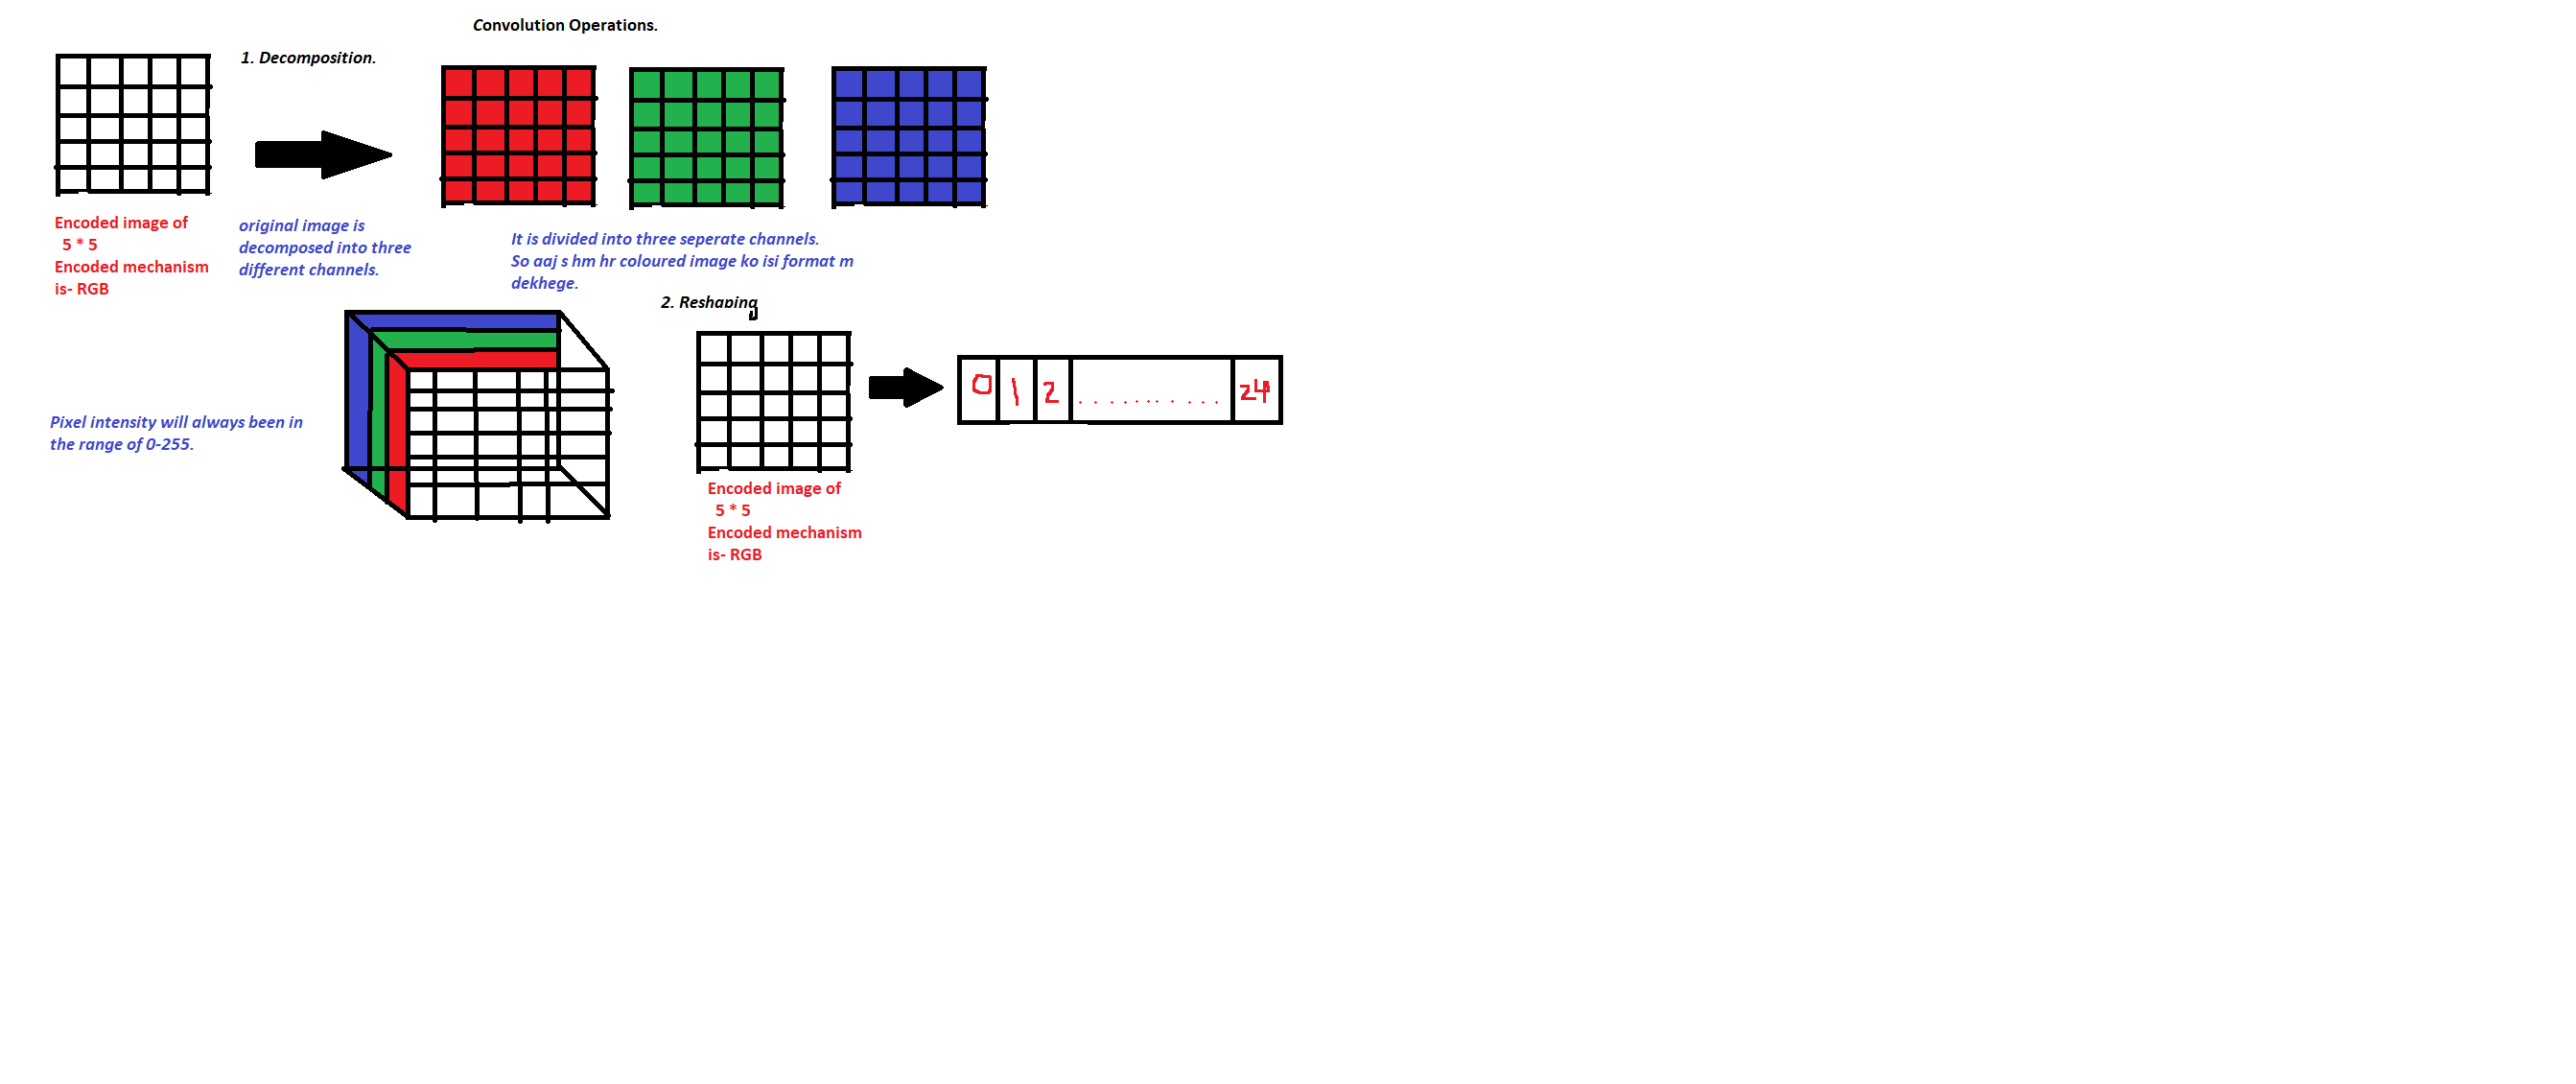 Convolution Operations.
1. Decomposition.
Encoded image of
5 * 5
Encoded mechanism
is- RGB
original image is
decomposed into three
different channels.
It is divided into three seperate channels.
So aaj s hm hr coloured image ko isi format m
dekhege.
2. Reshaping
0 1 2 .......... 24
Pixel intensity will always been in
the range of 0-255.
Encoded image of
5 * 5
Encoded mechanism
is- RGB